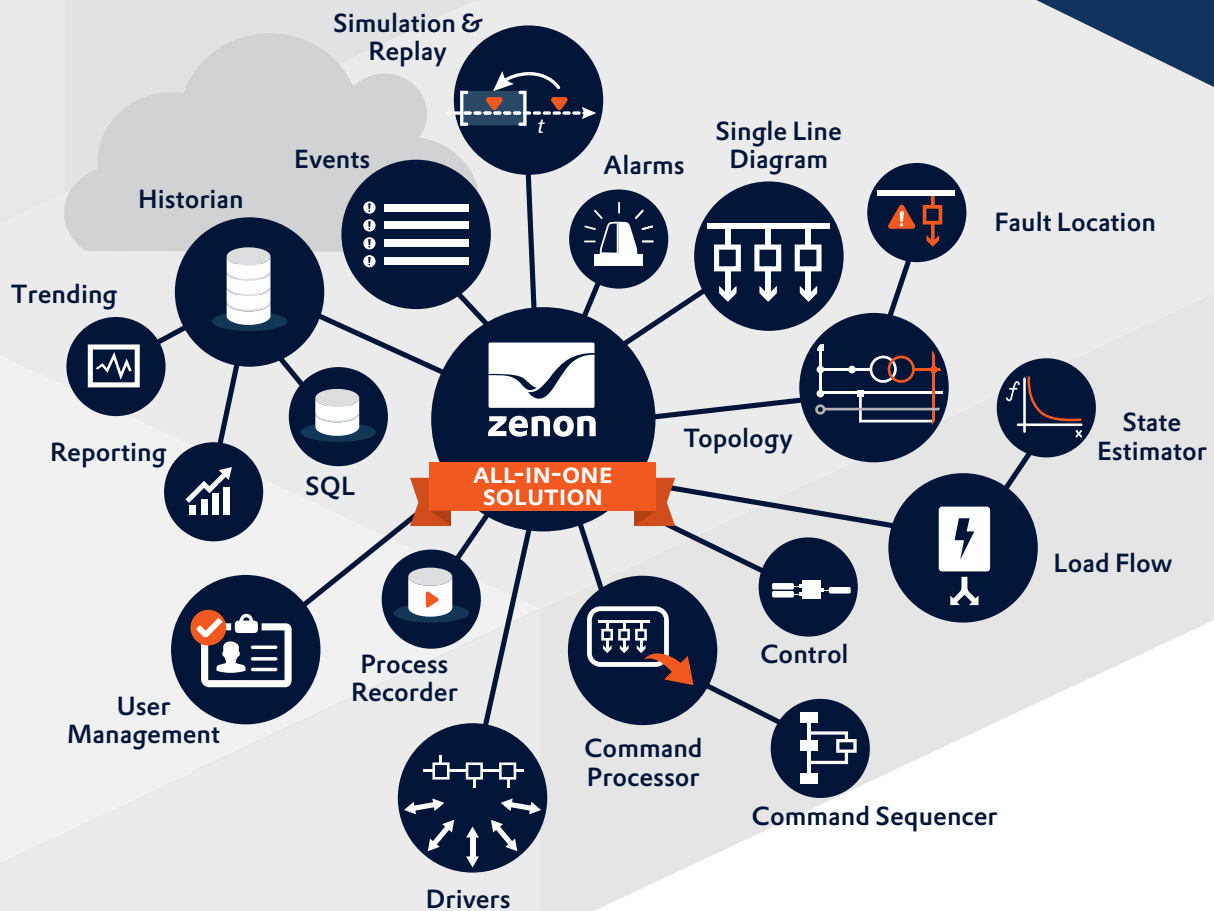 Simulation &
Replay
t
Single Line
Diagram
Events
Alarms
Historian
Fault Location
Trending
zenon
f
x
State
Estimator
Topology
Reporting
SQL
ALL-IN-ONE
SOLUTION
Load Flow
Process
Recorder
Control
User
Management
Command
Processor
Command Sequencer
Drivers